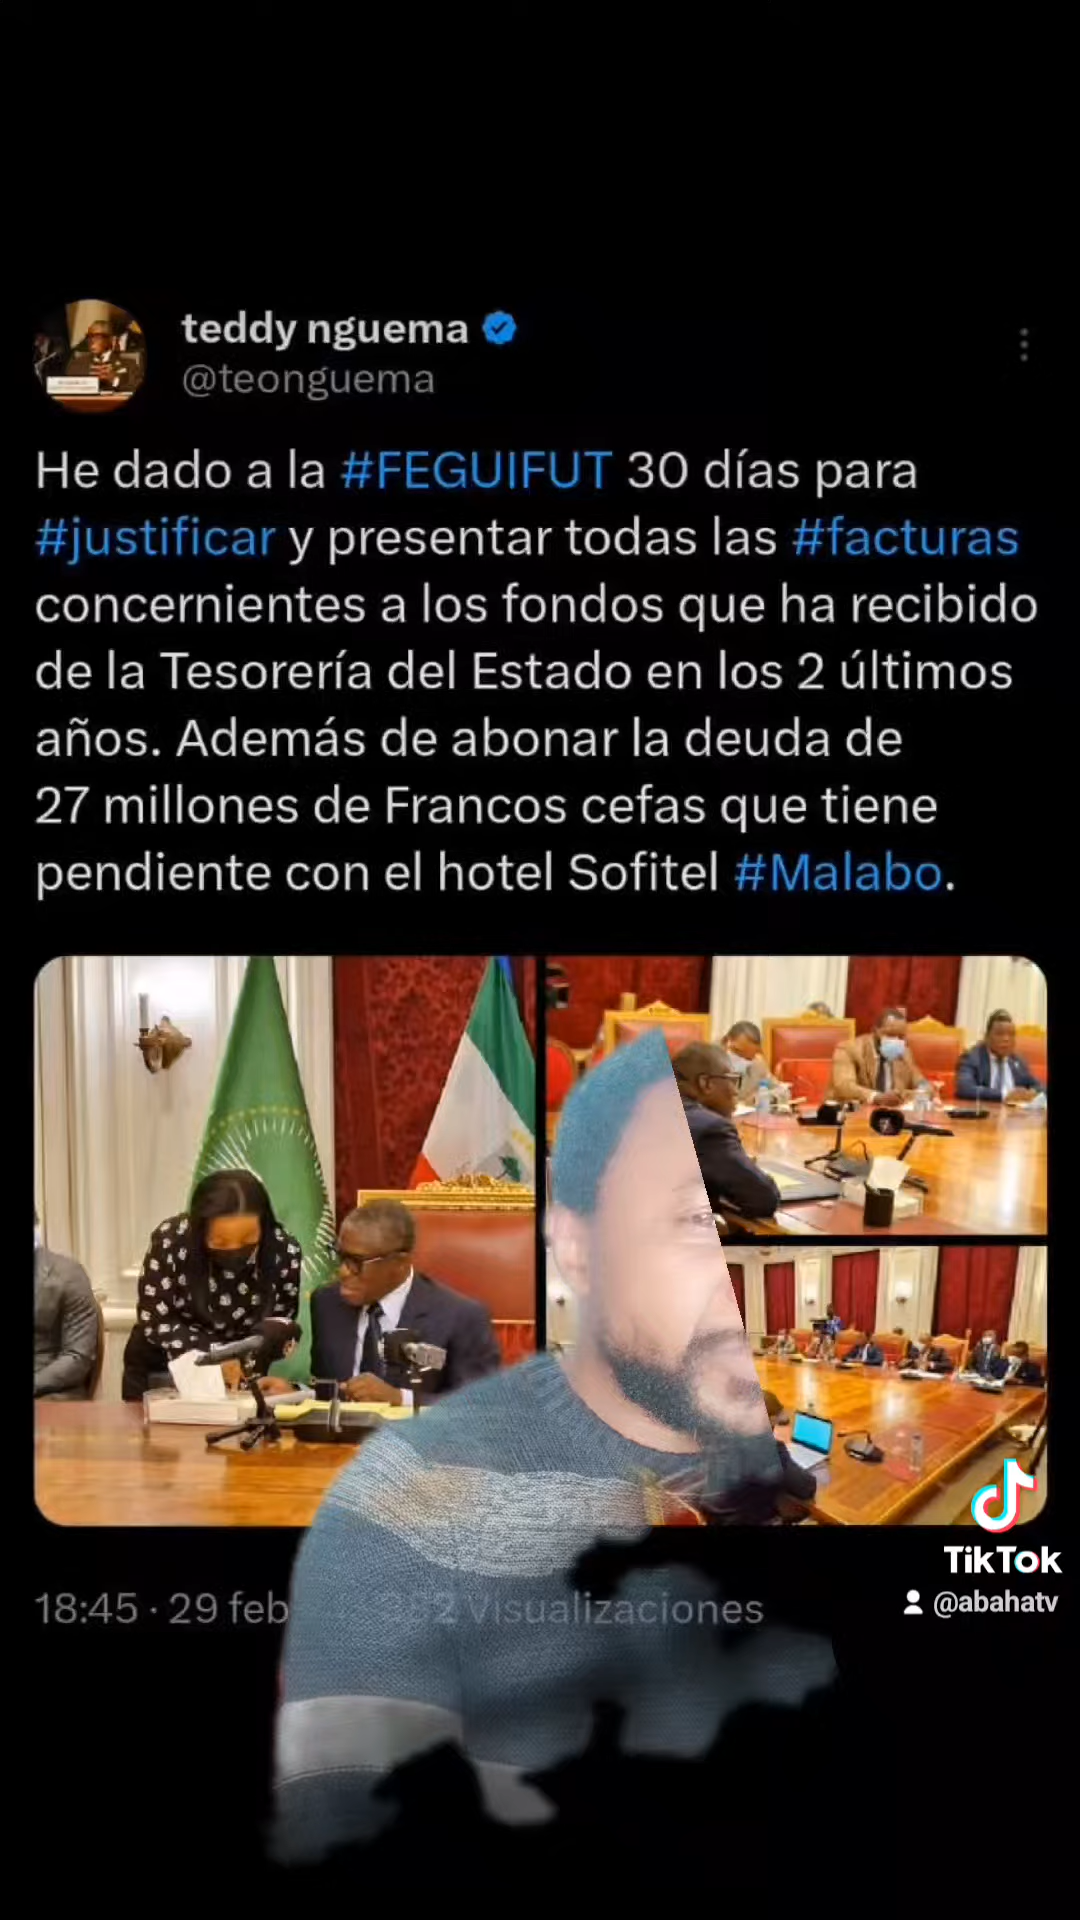 teddy nguema
@teonguema
He dado a la #FEGUIFUT 30 días para
#justificar y presentar todas las #facturas
concernientes a los fondos que ha recibido
de la Tesorería del Estado en los 2 últimos
años. Además de abonar la deuda de
27 millones de Francos cefas que tiene
pendiente con el hotel Sofitel #Malabo.
TikTok
@abahatv
18:45 · 29 feb
Visualizaciones